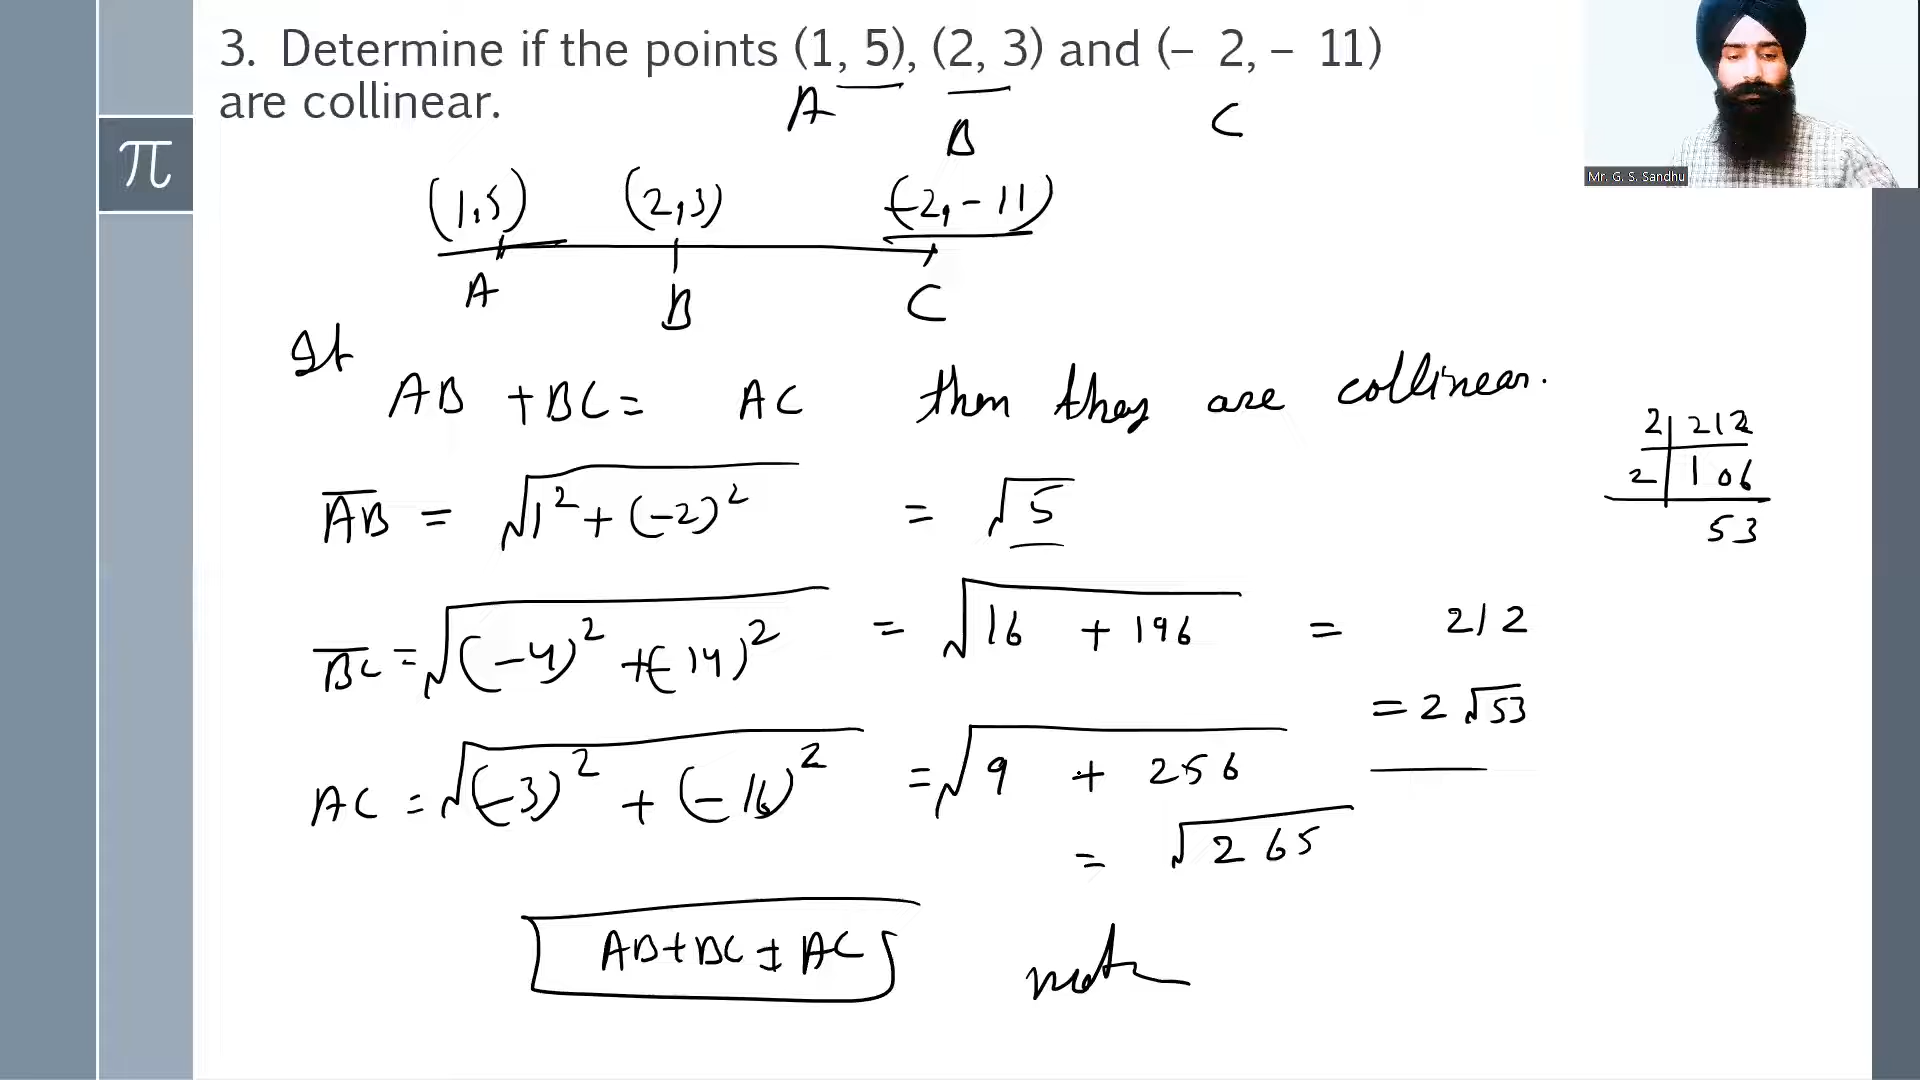 3. Determine if the points (1, 5), (2, 3) and (– 2, – 11)
are collinear.
A B C
π
Mr. G. S. Sandhu
(1,5) (2,3) (-2,-11)
A B C
If
AB + BC = AC then they are collinear.
2|212
2|106
53
AB = √1² + (-2)² = √5
BC = √(-4)² + (-14)² = √16 + 196 = 212
= 2√53
AC = √(-3)² + (-16)² = √9 + 256
= √265
AB + BC ≠ AC not